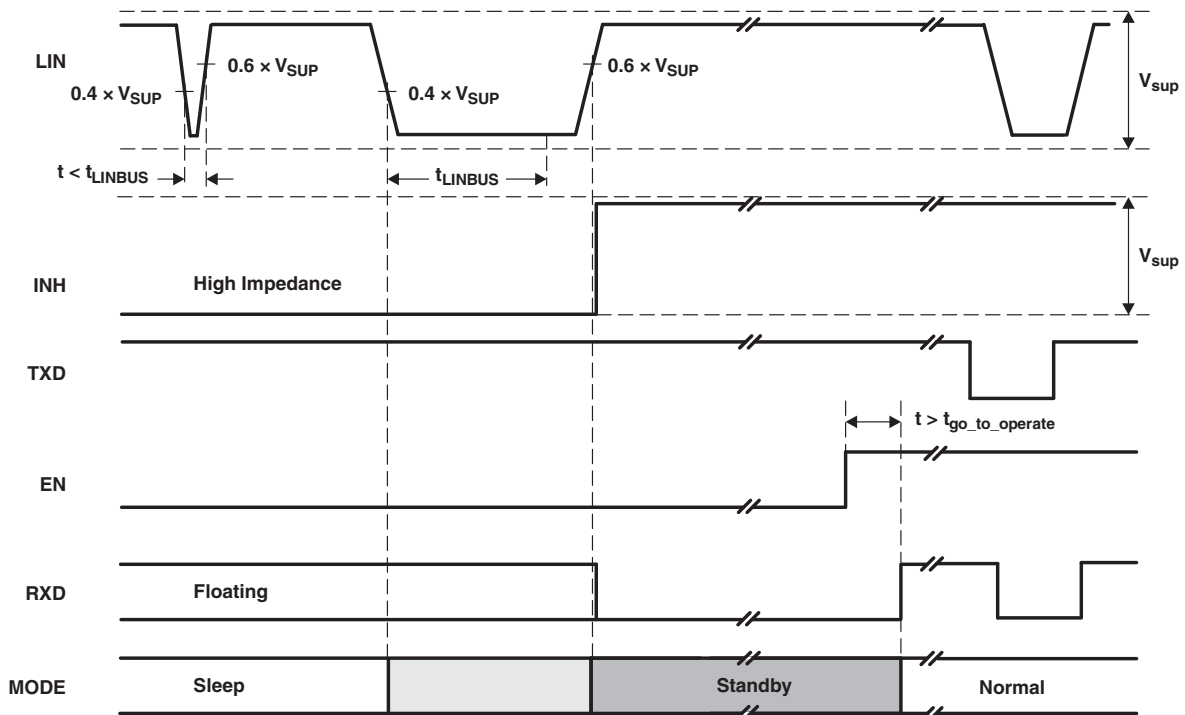 LIN
0.6 × VSUP
0.6 × VSUP
0.4 × VSUP
0.4 × VSUP
Vsup
t < tLINBUS
tLINBUS
INH
High Impedance
Vsup
TXD
t > tgo_to_operate
EN
RXD
Floating
MODE
Sleep
Standby
Normal